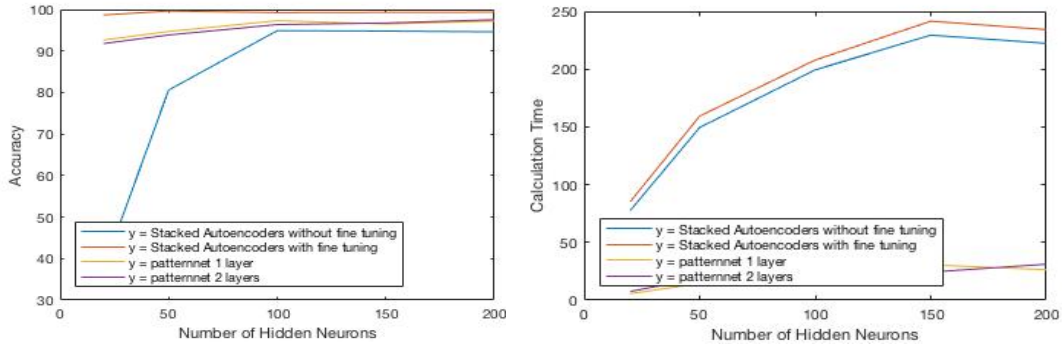 100
90
80
70
60
50
40
30
Accuracy
y = Stacked Autoencoders without fine tuning
y = Stacked Autoencoders with fine tuning
y = patternnet 1 layer
y = patternnet 2 layers
0
50
100
150
200
Number of Hidden Neurons
250
200
150
100
50
0
Calculation Time
y = Stacked Autoencoders without fine tuning
y = Stacked Autoencoders with fine tuning
y = patternnet 1 layer
y = patternnet 2 layers
0
50
100
150
200
Number of Hidden Neurons